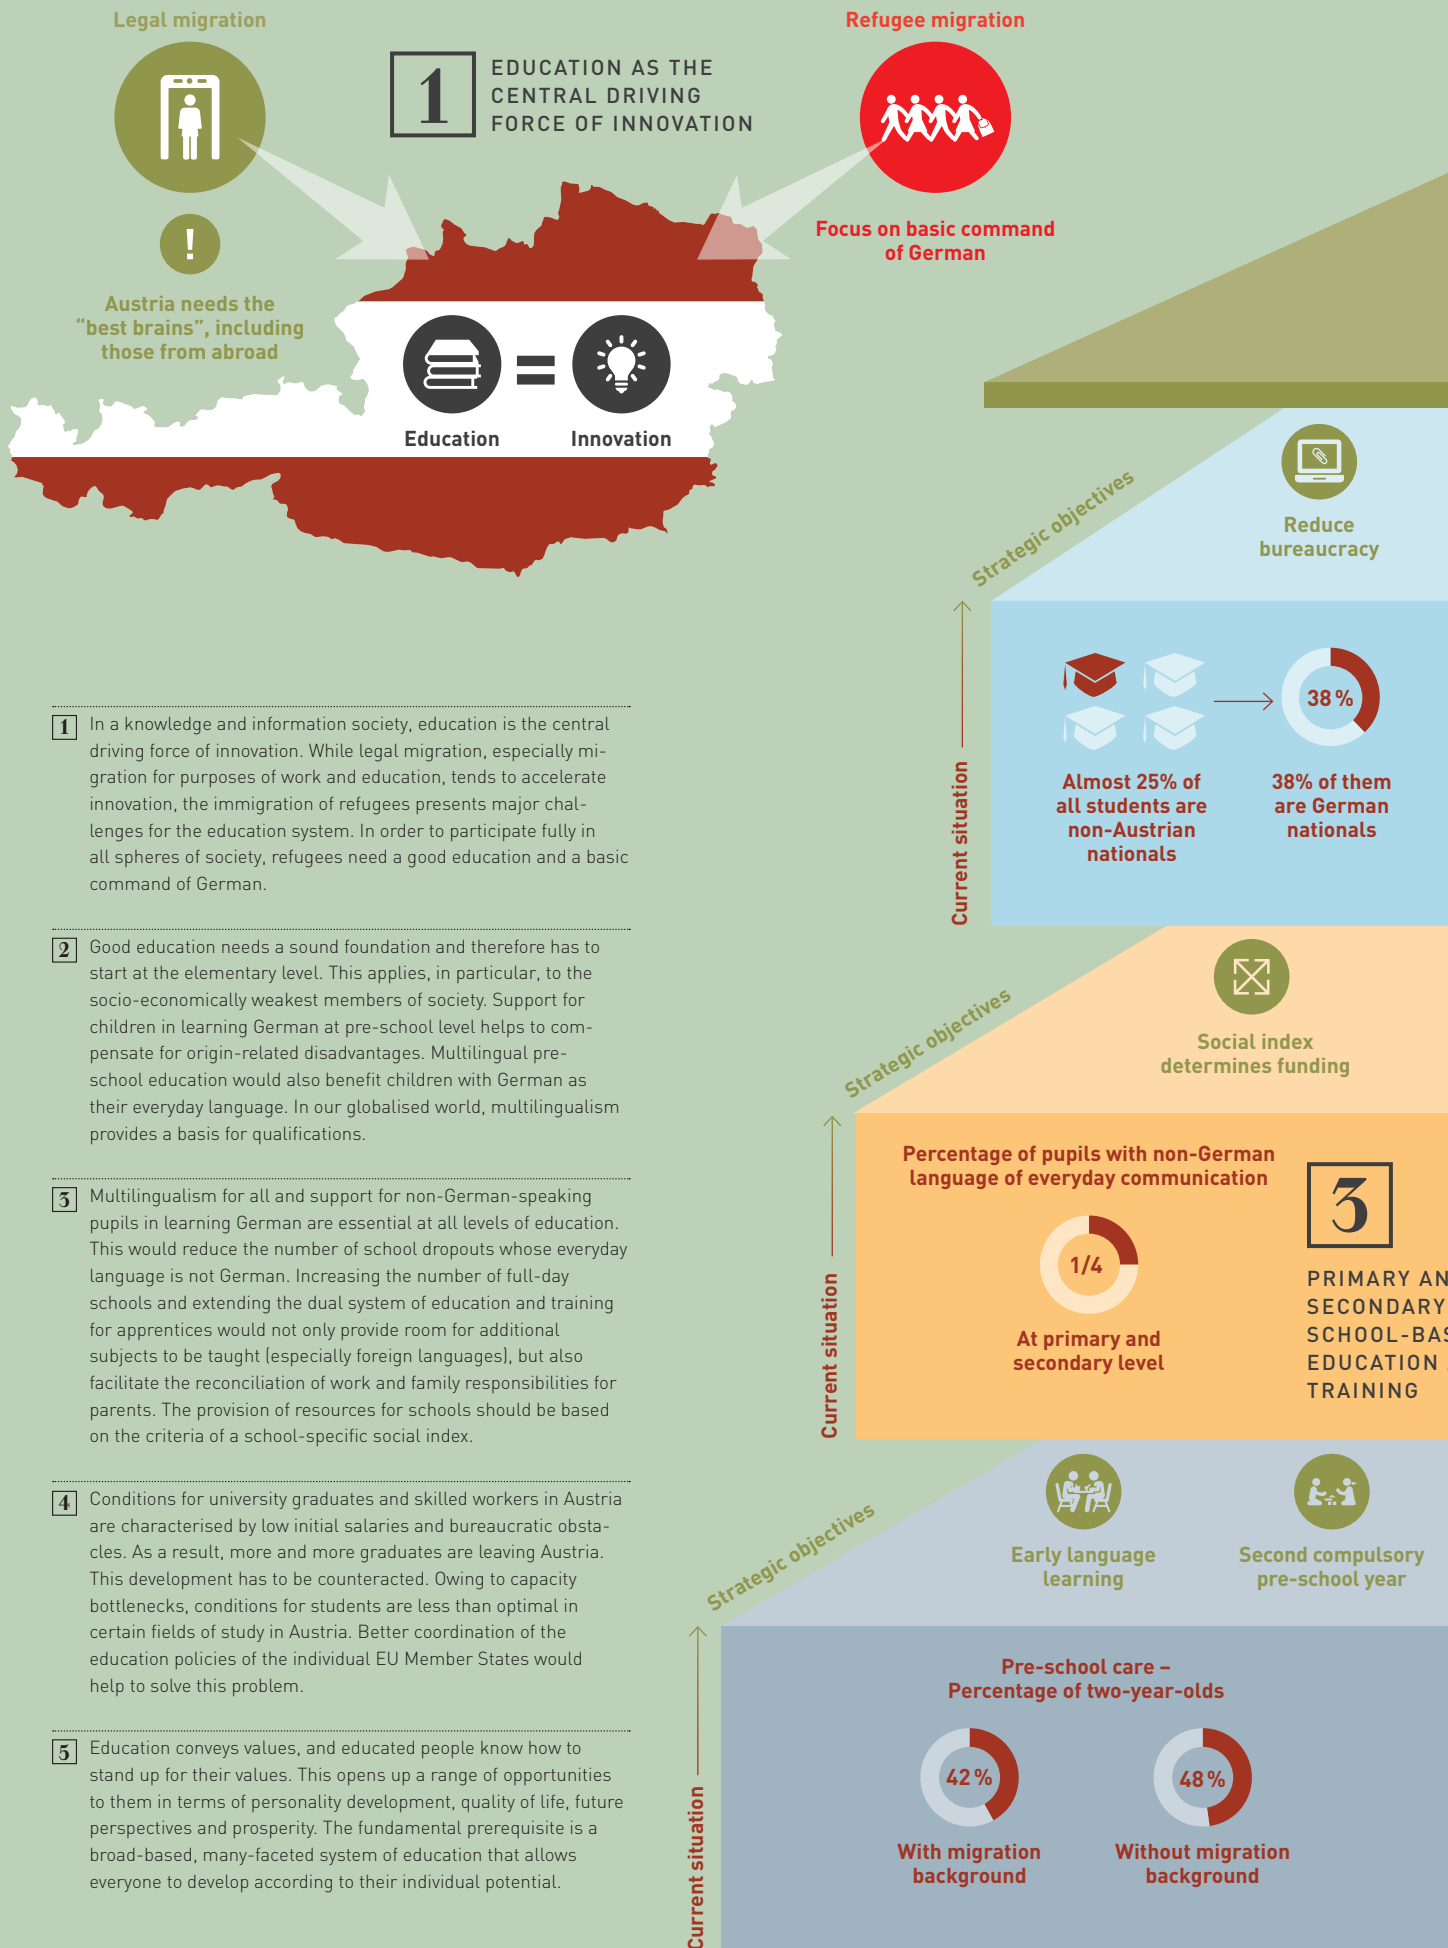 Legal migration
Refugee migration
1
EDUCATION AS THE
CENTRAL DRIVING
FORCE OF INNOVATION
!
Austria needs the
“best brains”, including
those from abroad
Focus on basic command
of German
Education
=
Innovation
1 In a knowledge and information society, education is the central
driving force of innovation. While legal migration, especially mi-
gration for purposes of work and education, tends to accelerate
innovation, the immigration of refugees presents major chal-
lenges for the education system. In order to participate fully in
all spheres of society, refugees need a good education and a basic
command of German.
2 Good education needs a sound foundation and therefore has to
start at the elementary level. This applies, in particular, to the
socio-economically weakest members of society. Support for
children in learning German at pre-school level helps to com-
pensate for origin-related disadvantages. Multilingual pre-
school education would also benefit children with German as
their everyday language. In our globalised world, multilingualism
provides a basis for qualifications.
3 Multilingualism for all and support for non-German-speaking
pupils in learning German are essential at all levels of education.
This would reduce the number of school dropouts whose everyday
language is not German. Increasing the number of full-day
schools and extending the dual system of education and training
for apprentices would not only provide room for additional
subjects to be taught (especially foreign languages), but also
facilitate the reconciliation of work and family responsibilities for
parents. The provision of resources for schools should be based
on the criteria of a school-specific social index.
4 Conditions for university graduates and skilled workers in Austria
are characterised by low initial salaries and bureaucratic obsta-
cles. As a result, more and more graduates are leaving Austria.
This development has to be counteracted. Owing to capacity
bottlenecks, conditions for students are less than optimal in
certain fields of study in Austria. Better coordination of the
education policies of the individual EU Member States would
help to solve this problem.
5 Education conveys values, and educated people know how to
stand up for their values. This opens up a range of opportunities
to them in terms of personality development, quality of life, future
perspectives and prosperity. The fundamental prerequisite is a
broad-based, many-faceted system of education that allows
everyone to develop according to their individual potential.
Strategic objectives
Reduce
bureaucracy
Current situation
38 %
Almost 25% of
all students are
non-Austrian
nationals
38% of them
are German
nationals
Strategic objectives
Social index
determines funding
Current situation
Percentage of pupils with non-German
language of everyday communication
1/4
At primary and
secondary level
3
PRIMARY AN
SECONDARY
SCHOOL-BAS
EDUCATION
TRAINING
Strategic objectives
Early language
learning
Second compulsory
pre-school year
Current situation
Pre-school care –
Percentage of two-year-olds
42 %
48 %
With migration
background
Without migration
background